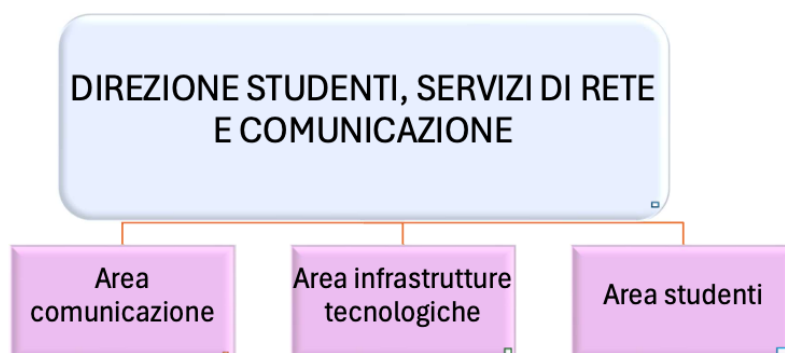 DIREZIONE STUDENTI, SERVIZI DI RETE
E COMUNICAZIONE
Area
comunicazione
Area infrastrutture
tecnologiche
Area studenti